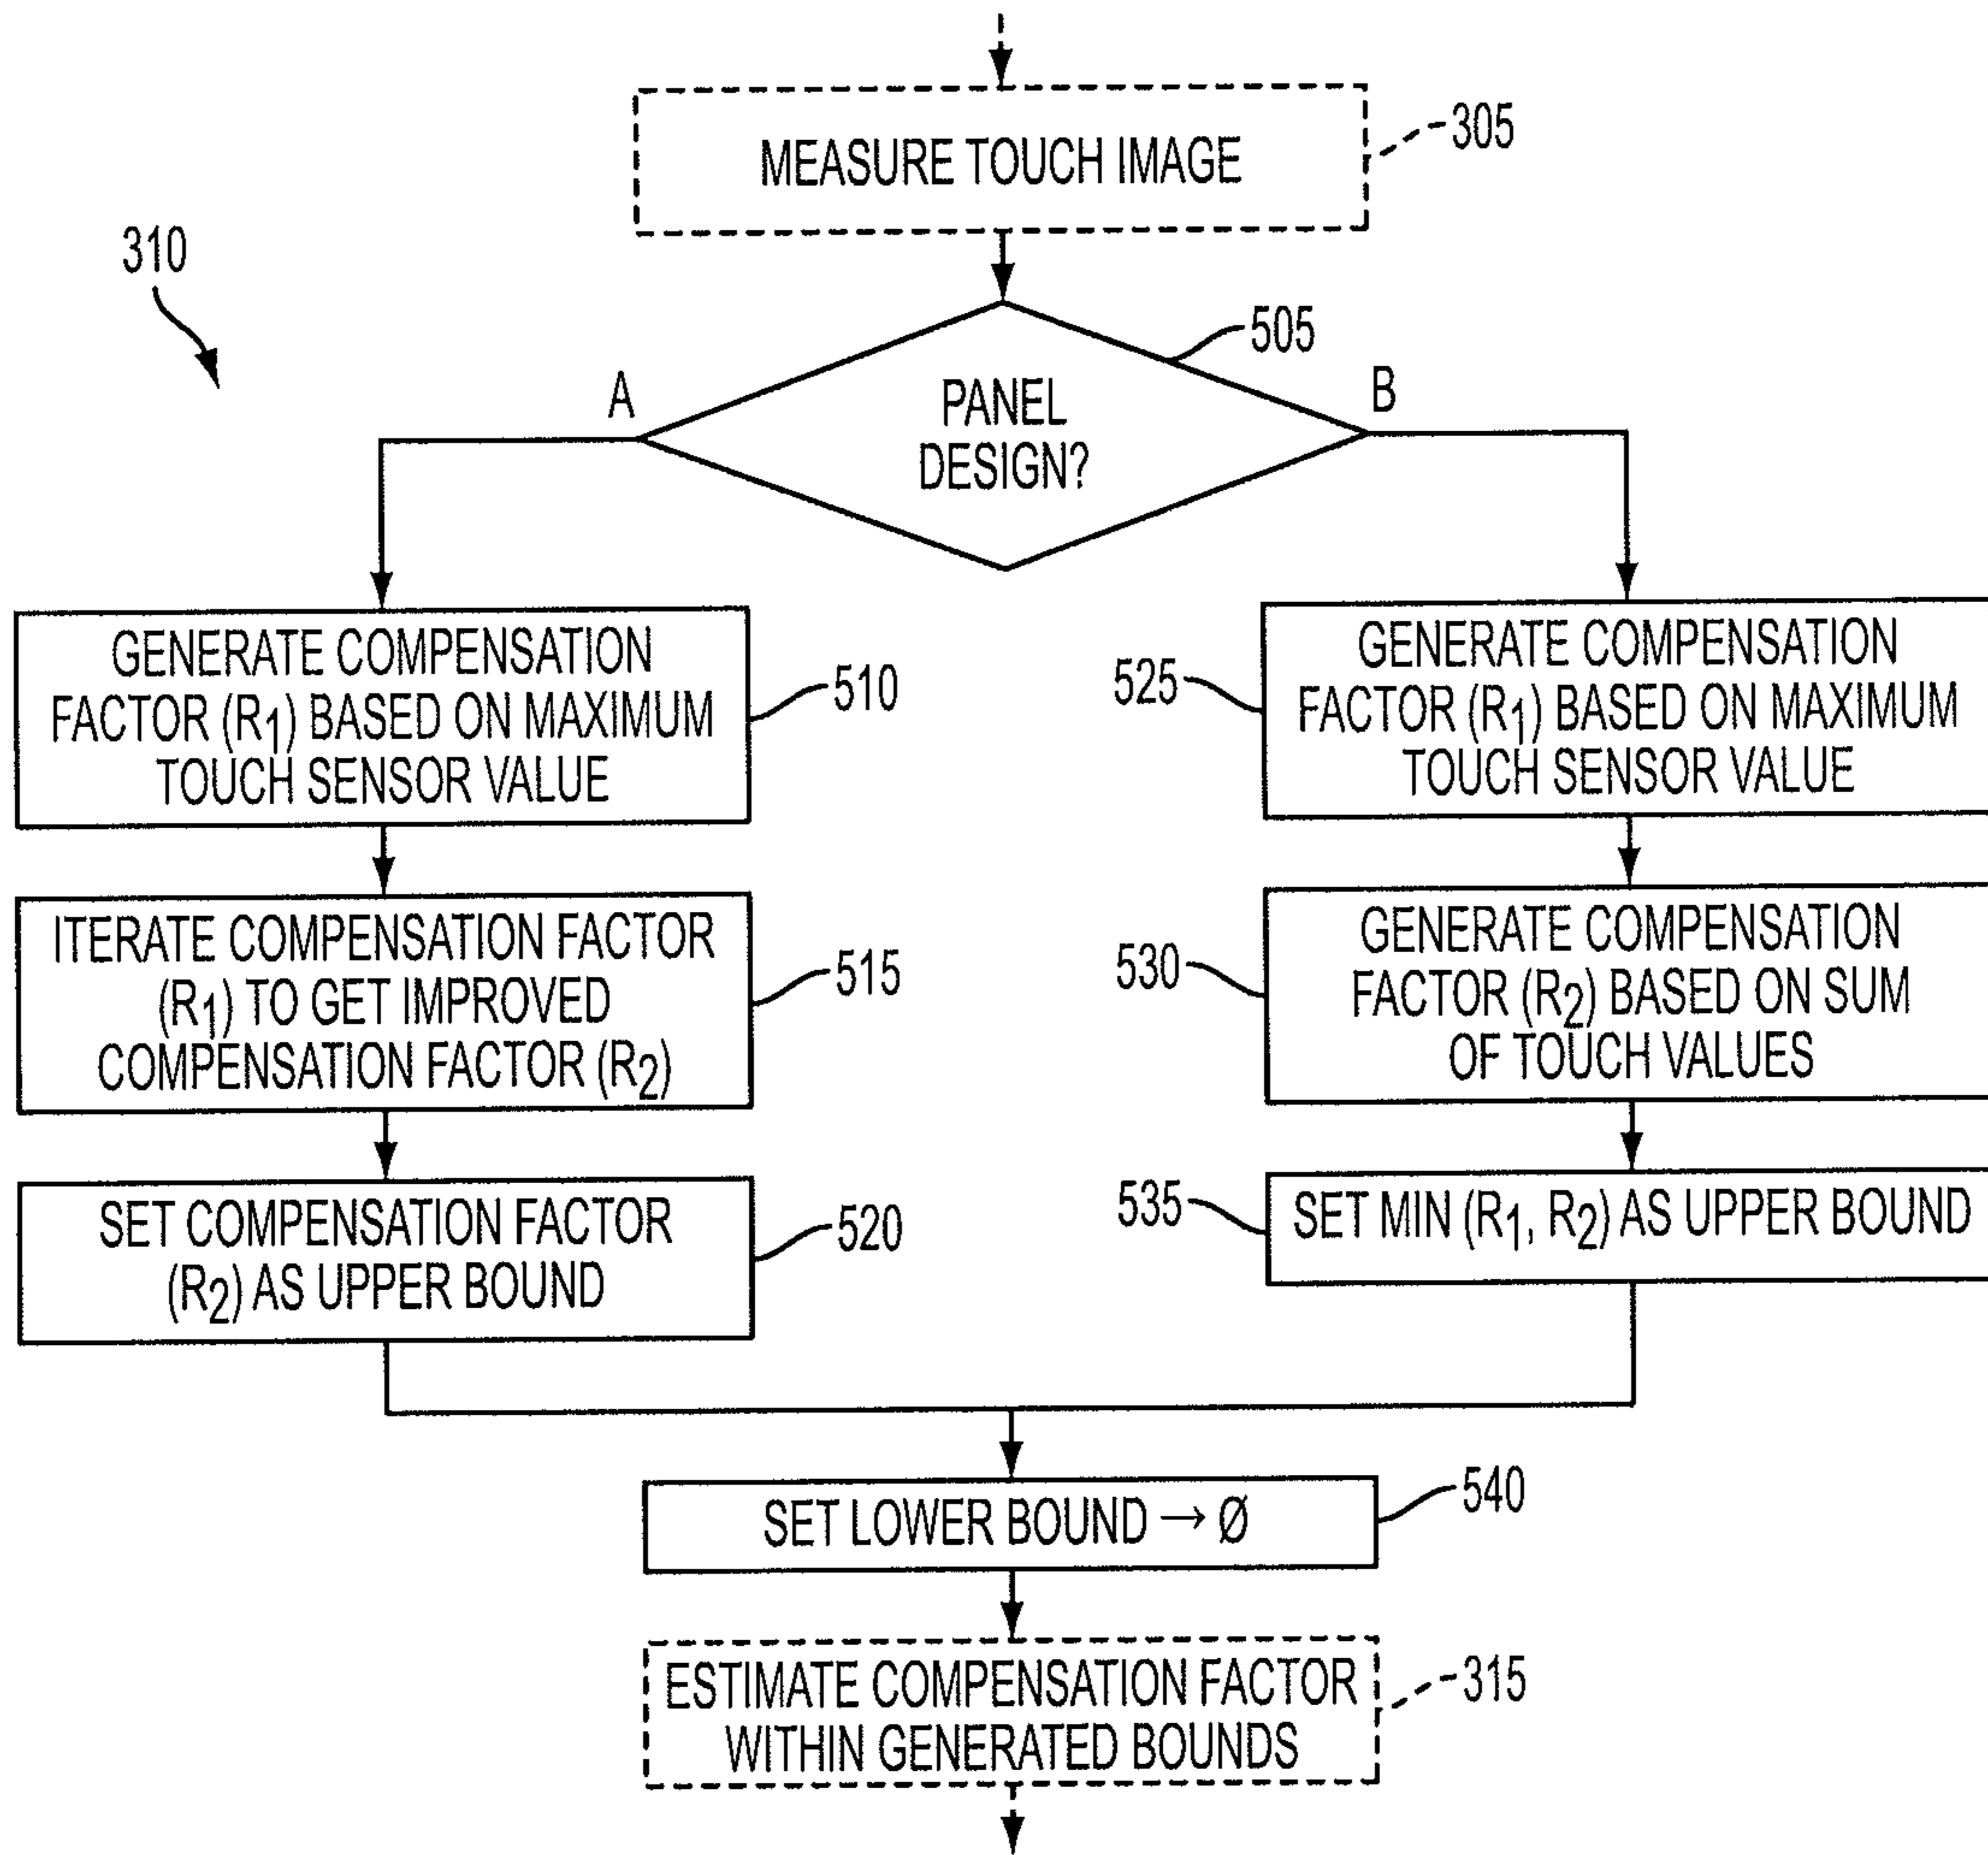 MEASURE TOUCH IMAGE
305
310
505
A
B
PANEL
DESIGN?
GENERATE COMPENSATION
FACTOR (R1) BASED ON MAXIMUM
TOUCH SENSOR VALUE
510
525
GENERATE COMPENSATION
FACTOR (R1) BASED ON MAXIMUM
TOUCH SENSOR VALUE
ITERATE COMPENSATION FACTOR
(R1) TO GET IMPROVED
COMPENSATION FACTOR (R2)
515
530
GENERATE COMPENSATION
FACTOR (R2) BASED ON SUM
OF TOUCH VALUES
SET COMPENSATION FACTOR
(R2) AS UPPER BOUND
520
535
SET MIN (R1, R2) AS UPPER BOUND
SET LOWER BOUND → Ø
540
ESTIMATE COMPENSATION FACTOR
WITHIN GENERATED BOUNDS
315